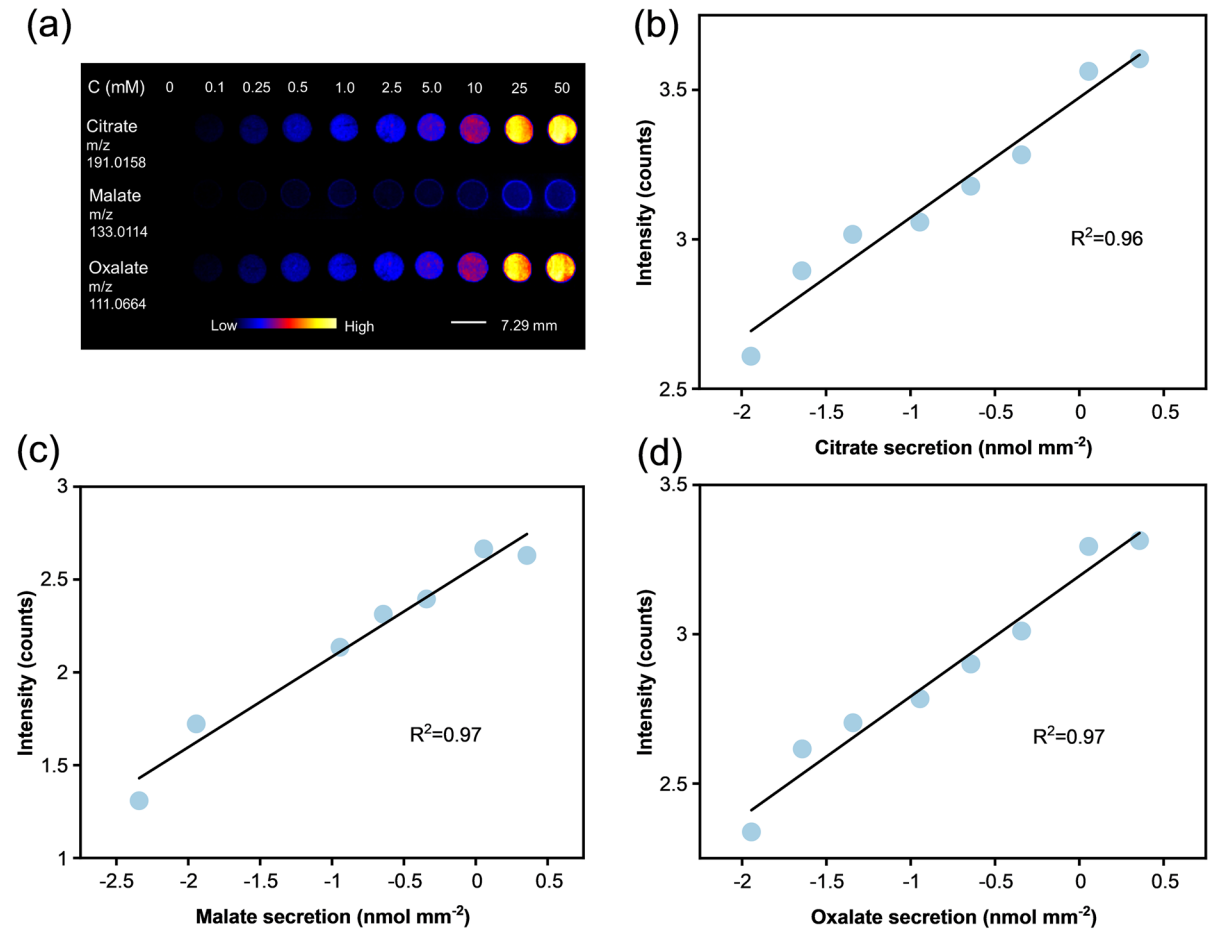 (a)
C (mM) 0 0.1 0.25 0.5 1.0 2.5 5.0 10 25 50
Citrate
m/z
191.0158
Malate
m/z
133.0114
Oxalate
m/z
111.0664
Low High 7.29 mm
(b)
Intensity (counts)
3.5
3
2.5
R²=0.96
-2 -1.5 -1 -0.5 0 0.5
Citrate secretion (nmol mm⁻²)
(c)
Intensity (counts)
3
2.5
2
1.5
1
R²=0.97
-2.5 -2 -1.5 -1 -0.5 0 0.5
Malate secretion (nmol mm⁻²)
(d)
Intensity (counts)
3.5
3
2.5
R²=0.97
-2 -1.5 -1 -0.5 0 0.5
Oxalate secretion (nmol mm⁻²)